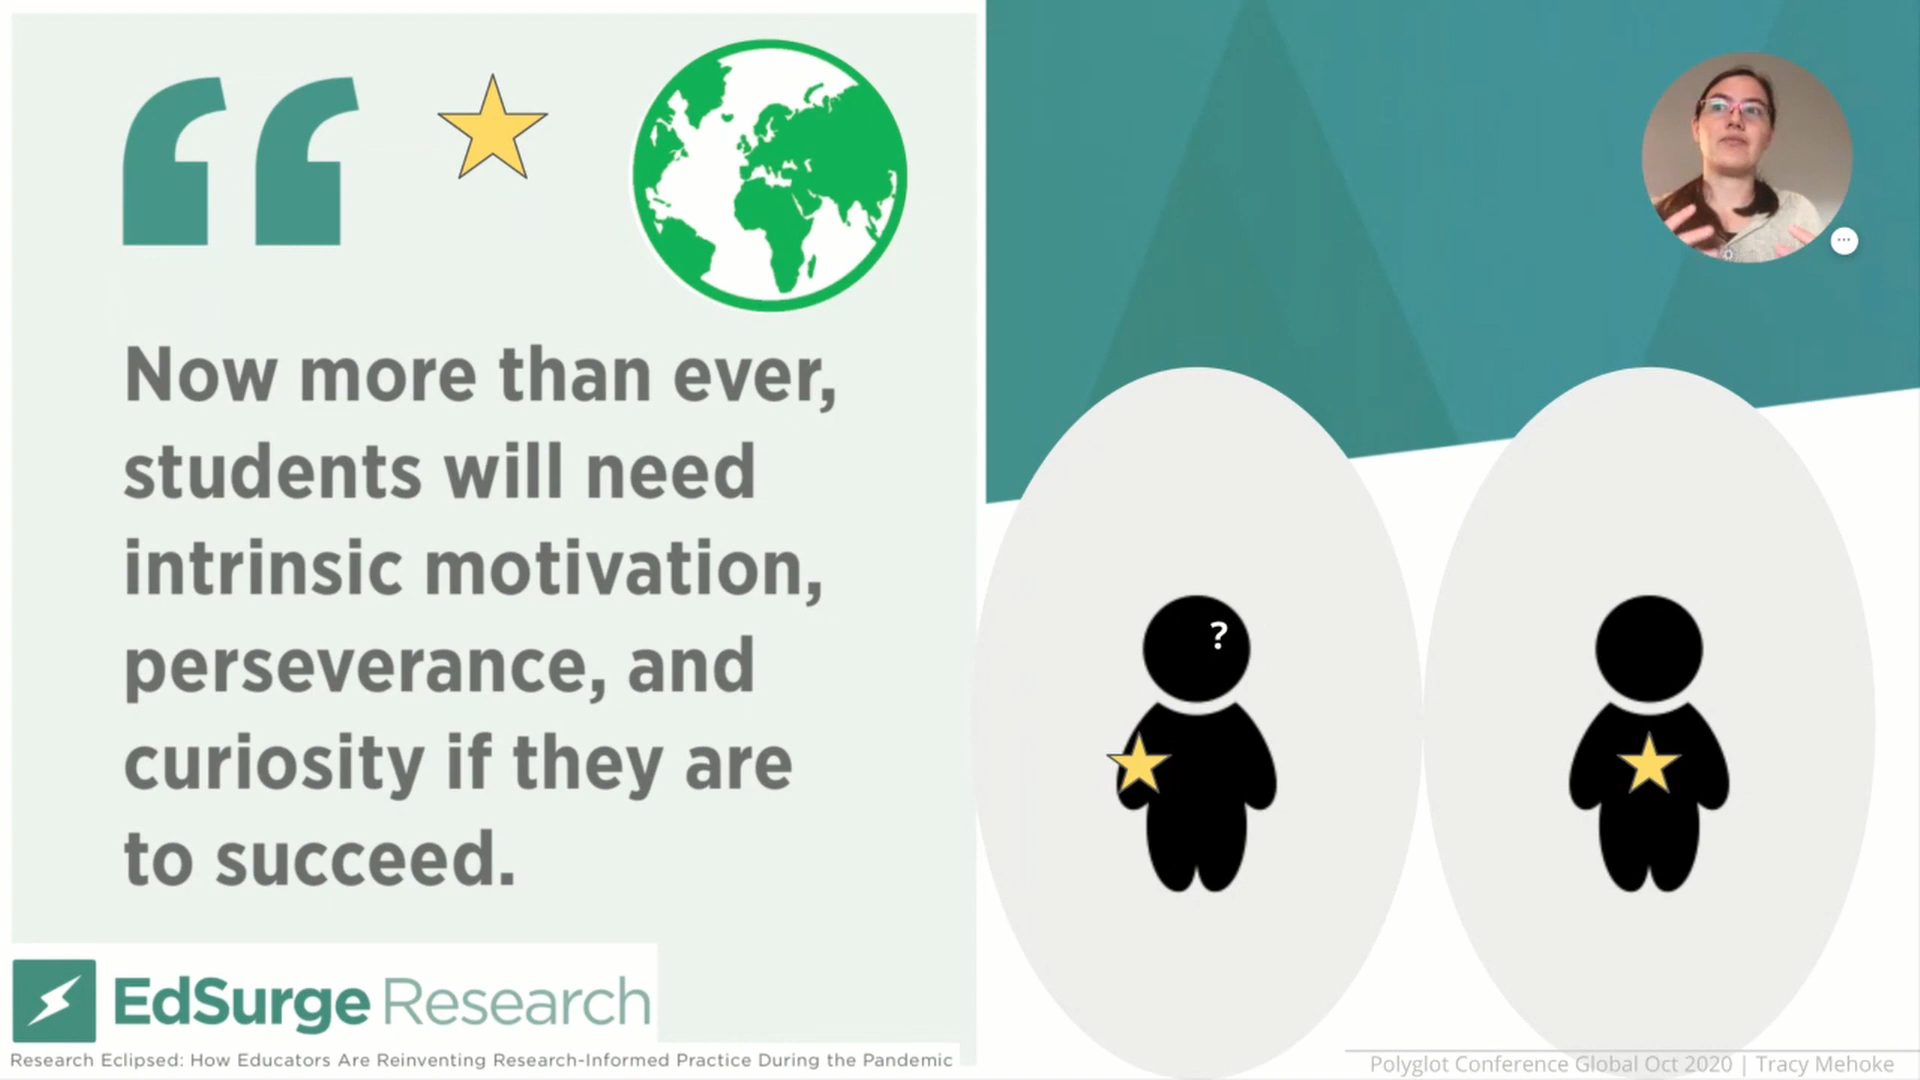 Now more than ever,
students will need
intrinsic motivation,
perseverance, and
curiosity if they are
to succeed.
?
EdSurge Research
Research Eclipsed: How Educators Are Reinventing Research-Informed Practice During the Pandemic
Polyglot Conference Global Oct 2020 | Tracy Mehoke